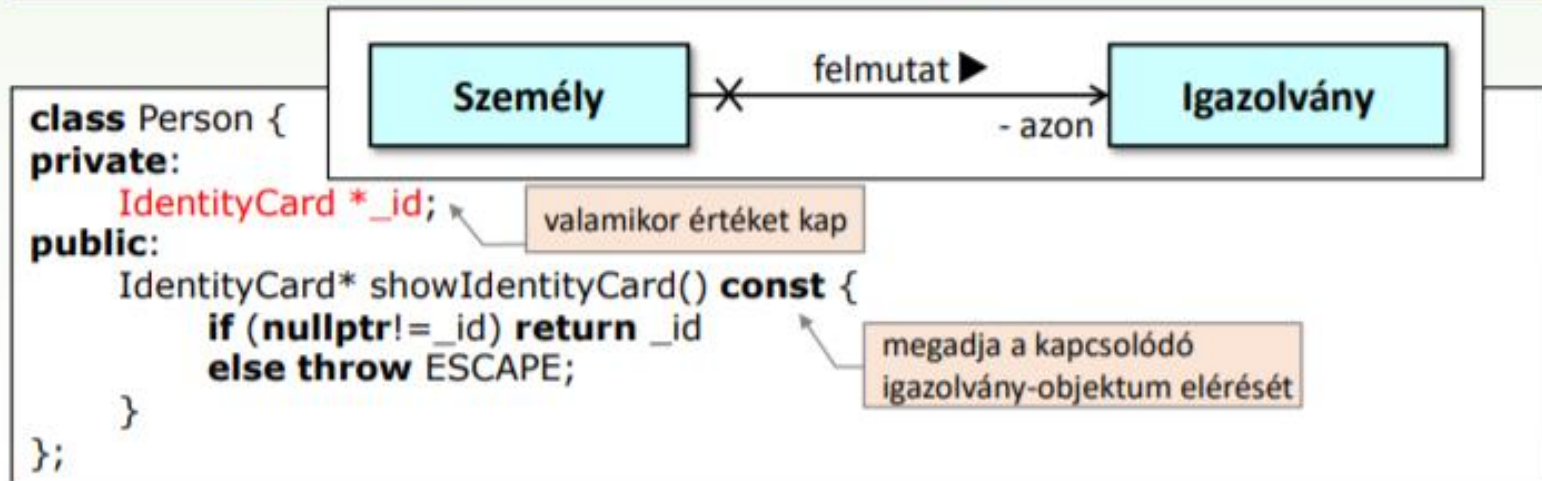 Személy
felmutat ▶
- azon
Igazolvány
class Person {
private:
IdentityCard *_id;
valamikor értéket kap
public:
IdentityCard* showIdentityCard() const {
if (nullptr!=_id) return _id
else throw ESCAPE;
megadja a kapcsolódó
igazolvány-objektum elérését
}
};